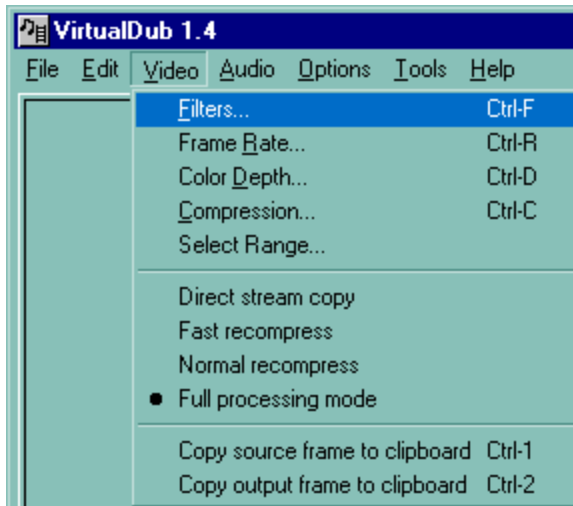 VirtualDub 1.4
File Edit Video Audio Options Tools Help
Filters... Ctrl-F
Frame Rate... Ctrl-R
Color Depth... Ctrl-D
Compression... Ctrl-C
Select Range...
Direct stream copy
Fast recompress
Normal recompress
Full processing mode
Copy source frame to clipboard Ctrl-1
Copy output frame to clipboard Ctrl-2